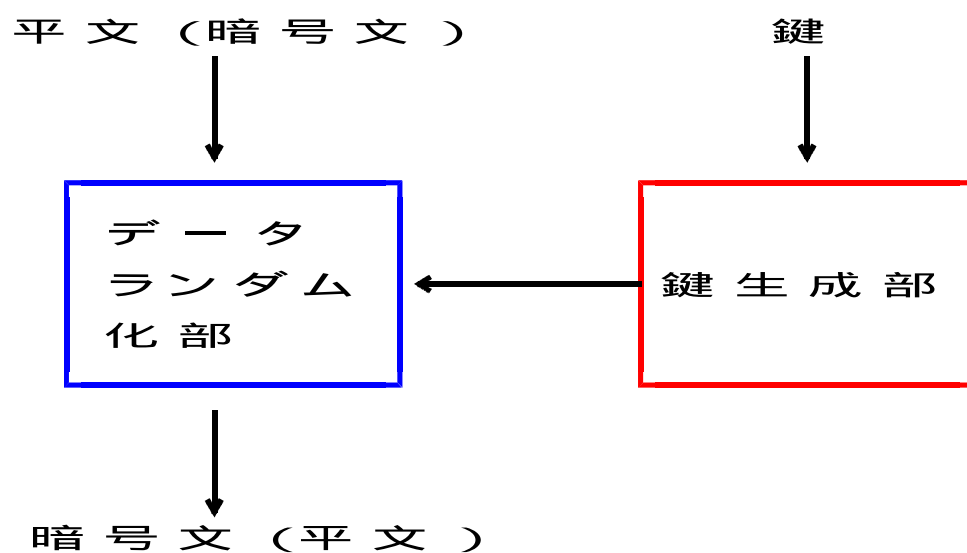 平文(暗号文)
鍵
データ
ランダム
化部
鍵生成部
暗号文(平文)